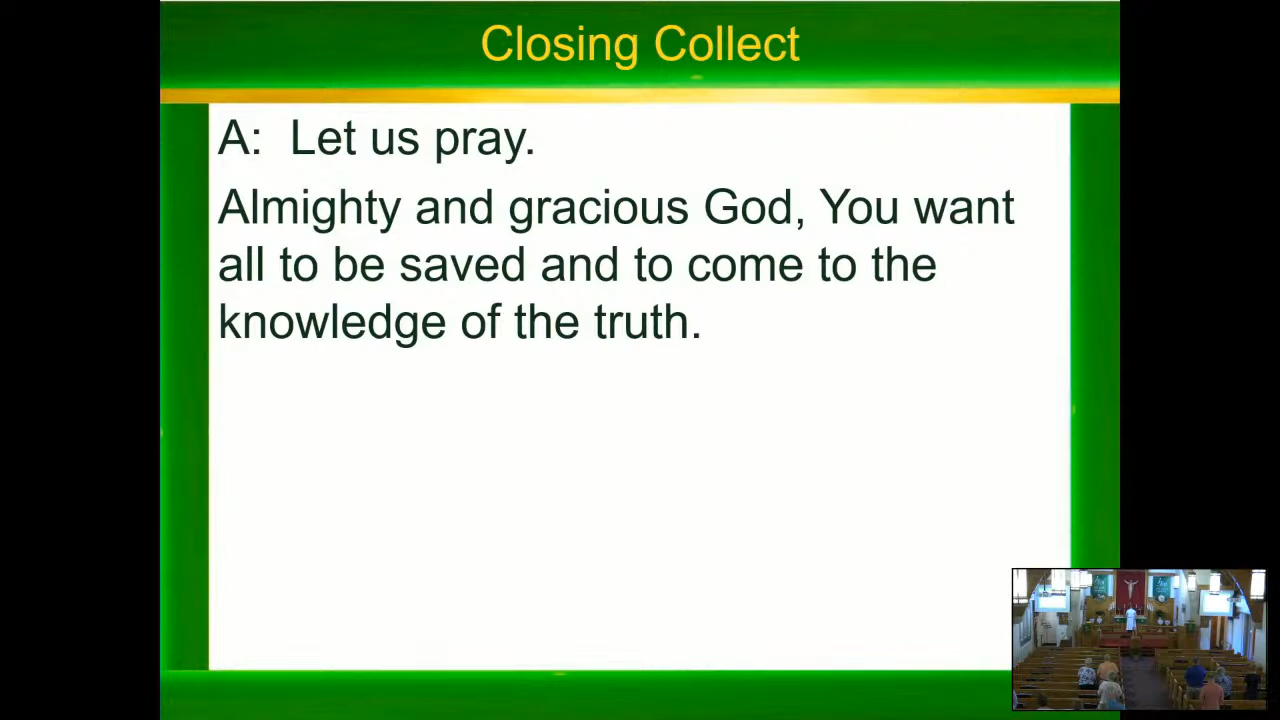 Closing Collect
A: Let us pray.
Almighty and gracious God, You want
all to be saved and to come to the
knowledge of the truth.